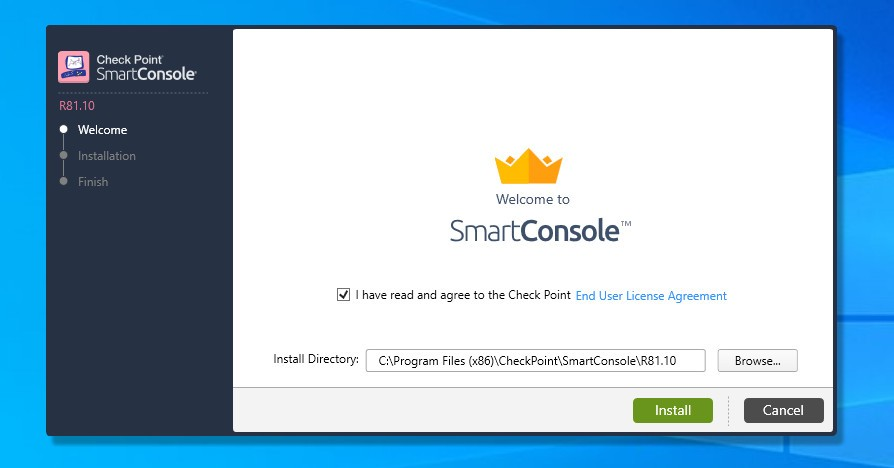 Check Point
SmartConsole
R81.10
Welcome
Installation
Finish
Welcome to
SmartConsole™
I have read and agree to the Check Point End User License Agreement
Install Directory: C:\Program Files (x86)\CheckPoint\SmartConsole\R81.10 Browse...
Install Cancel